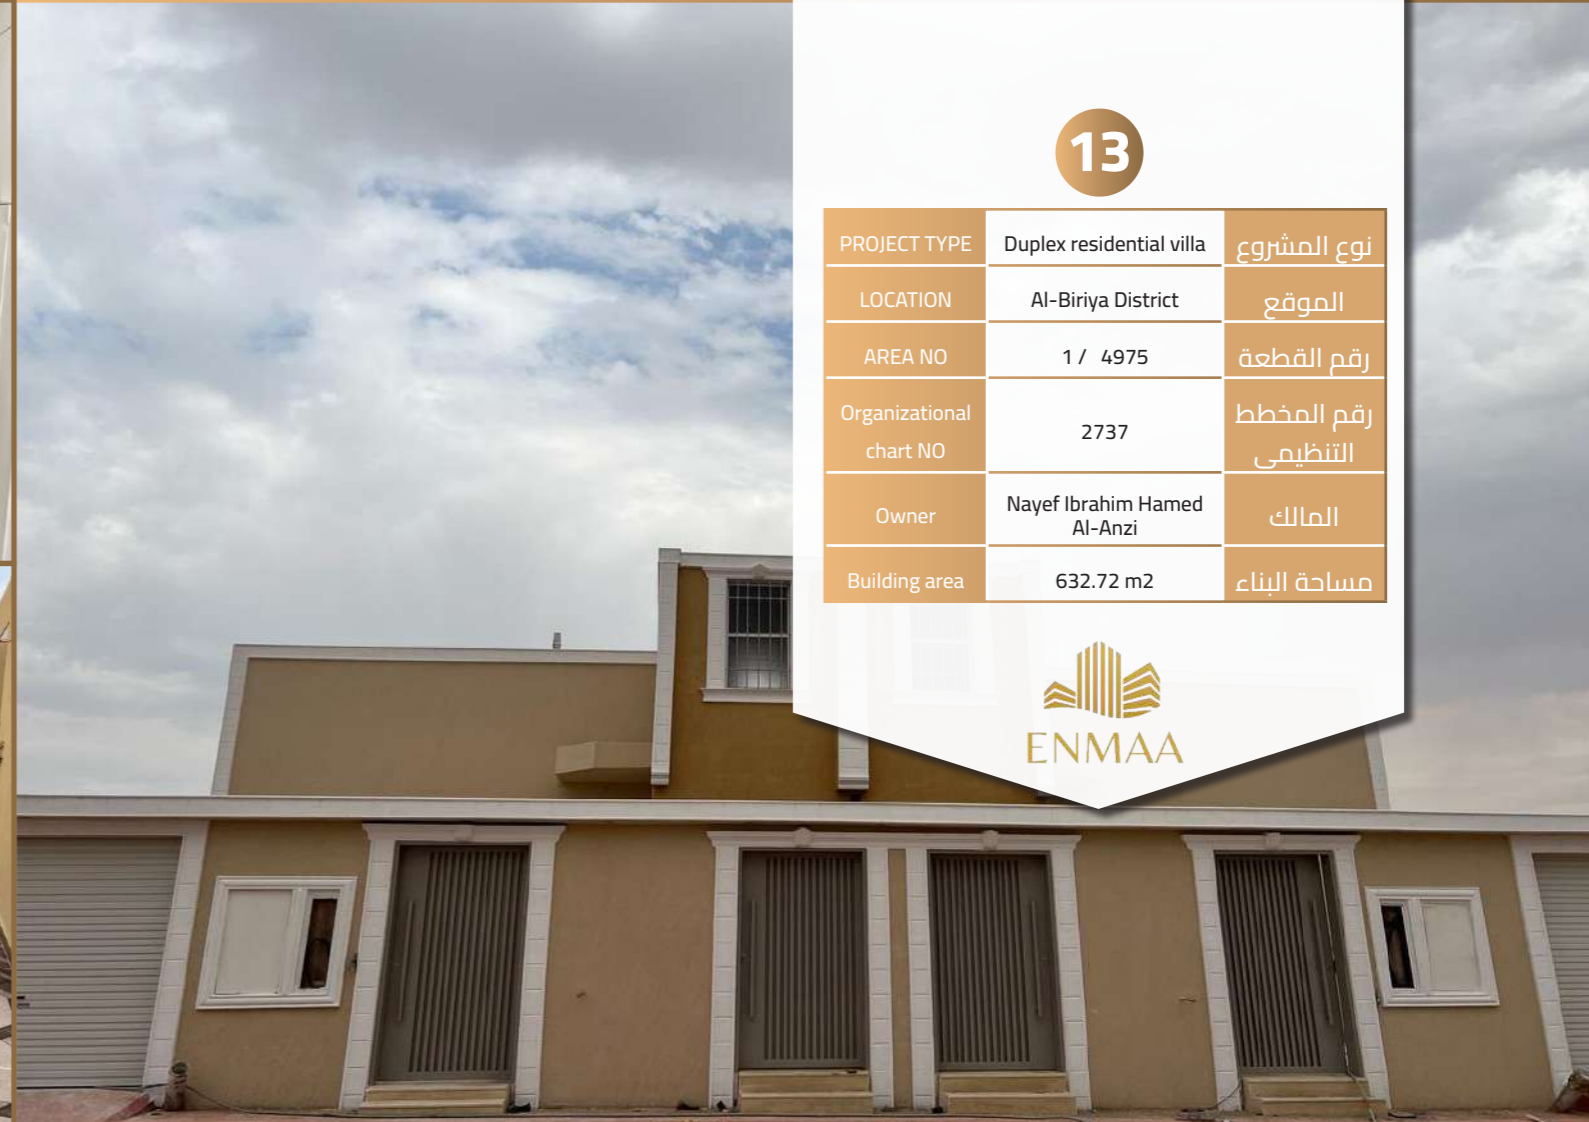 13
PROJECT TYPE Duplex residential villa نوع المشروع
LOCATION Al-Biriya District الموقع
AREA NO 1 / 4975 رقم القطعة
Organizational
chart NO
2737
رقم المخطط
التنظيمى
Owner
Nayef Ibrahim Hamed
Al-Anzi
المالك
Building area 632.72 m2 مساحة البناء
ENMAA